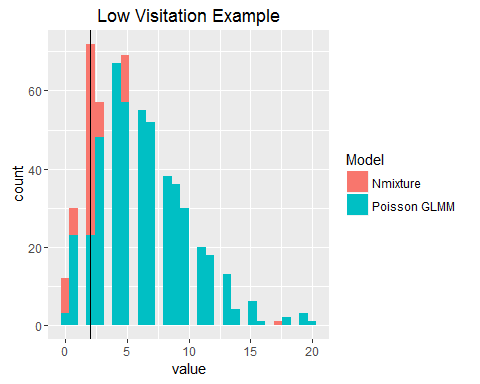 Low Visitation Example
60
40
20
0
count
0 5 10 15 20
value
Model
Nmixture
Poisson GLMM